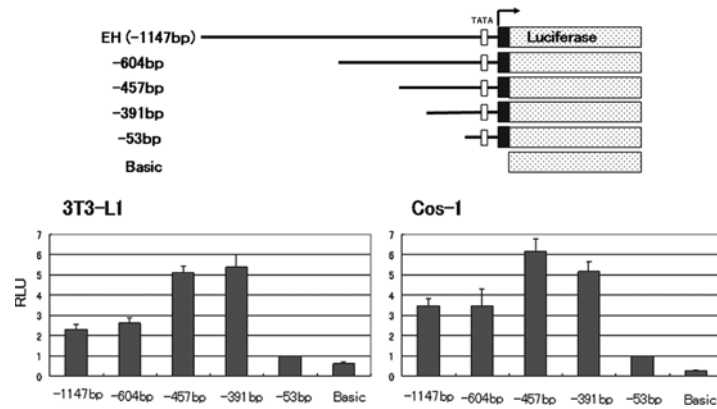 TATA
EH (-1147bp)
Luciferase
-604bp
-457bp
-391bp
-53bp
Basic
3T3-L1
Cos-1
RLU
7
6
5
4
3
2
1
0
-1147bp -604bp -457bp -391bp -53bp Basic
7
6
5
4
3
2
1
0
-1147bp -604bp -457bp -391bp -53bp Basic